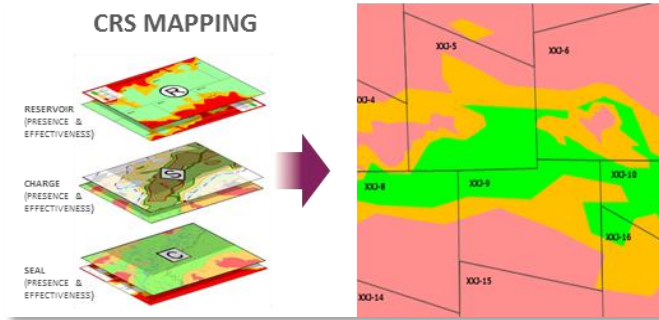 CRS MAPPING
RESERVOIR
(PRESENCE &
EFFECTIVENESS)
R
CHARGE
(PRESENCE &
EFFECTIVENESS)
S
SEAL
(PRESENCE &
EFFECTIVENESS)
C
XXJ-5
XXJ-6
XXJ-4
XXJ-8
XXJ-9
XXJ-10
XXJ-16
XXJ-15
XXJ-14